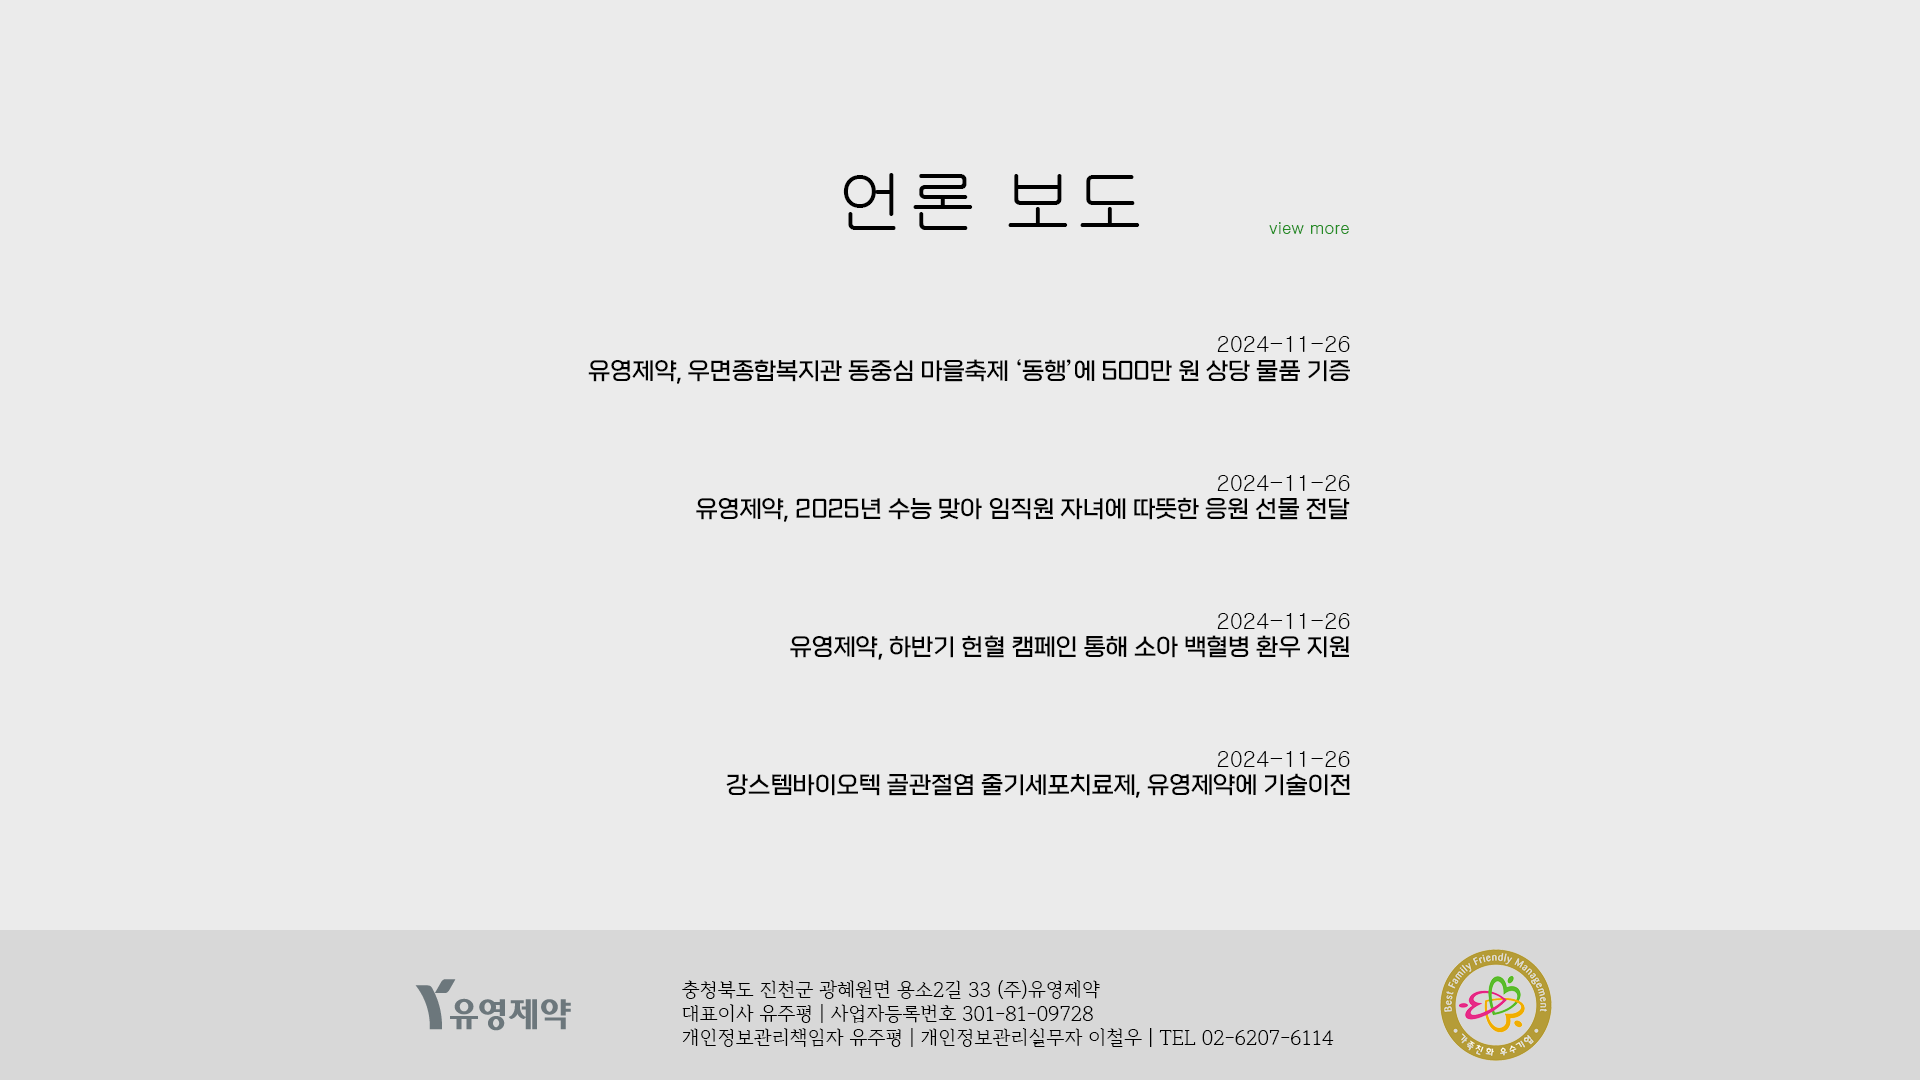 언론 보도
view more
2024-11-26
유영제약, 우면종합복지관 동중심 마을축제 ‘동행’에 500만 원 상당 물품 기증
2024-11-26
유영제약, 2025년 수능 맞아 임직원 자녀에 따뜻한 응원 선물 전달
2024-11-26
유영제약, 하반기 헌혈 캠페인 통해 소아 백혈병 환우 지원
2024-11-26
강스템바이오텍 골관절염 줄기세포치료제, 유영제약에 기술이전
유영제약
충청북도 진천군 광혜원면 용소2길 33 (주)유영제약
대표이사 유주평 | 사업자등록번호 301-81-09728
개인정보관리책임자 유주평 | 개인정보관리실무자 이철우 | TEL 02-6207-6114
Best Family Friendly Management
가족친화 우수기업